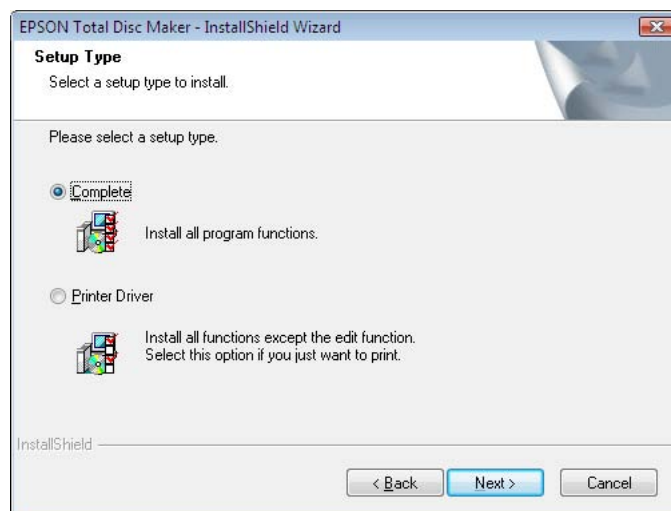 EPSON Total Disc Maker - InstallShield Wizard
Setup Type
Select a setup type to install.
Please select a setup type.
Complete
Install all program functions.
Printer Driver
Install all functions except the edit function.
Select this option if you just want to print.
InstallShield
< Back
Next >
Cancel